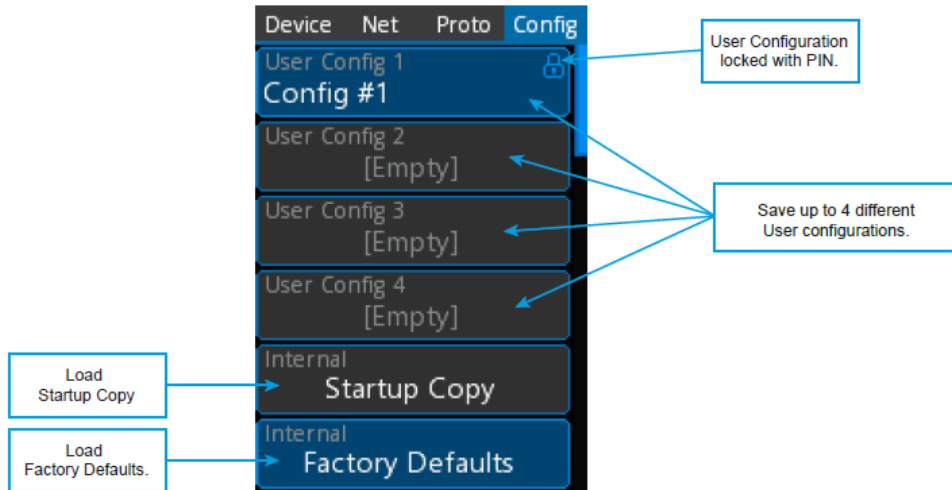 Device Net Proto Config
User Config 1
Config #1
User Configuration
locked with PIN.
User Config 2
[Empty]
User Config 3
[Empty]
Save up to 4 different
User configurations.
User Config 4
[Empty]
Internal
Startup Copy
Load
Startup Copy
Internal
Factory Defaults
Load
Factory Defaults.